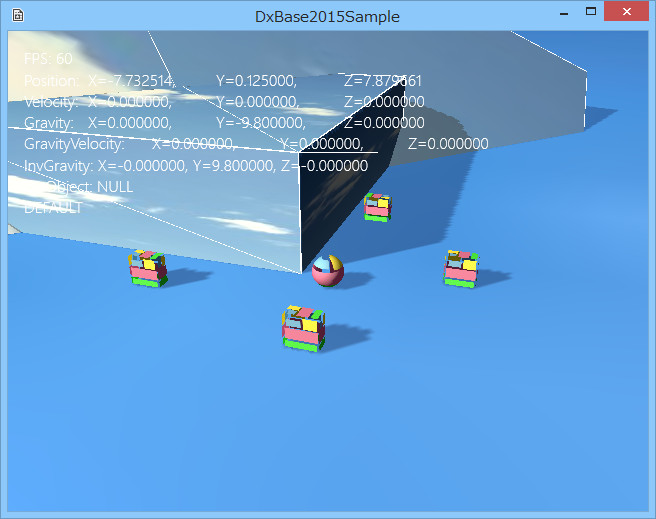 DxBase2015Sample
FPS: 60
Position: X=-7.732514, Y=0.125000, Z=7.879661
Velocity: X=0.000000, Y=0.000000, Z=0.000000
Gravity: X=0.000000, Y=-9.800000, Z=0.000000
GravityVelocity: X=0.000000, Y=0.000000, Z=0.000000
InvGravity: X=-0.000000, Y=9.800000, Z=-0.000000
NULL
DEFAULT